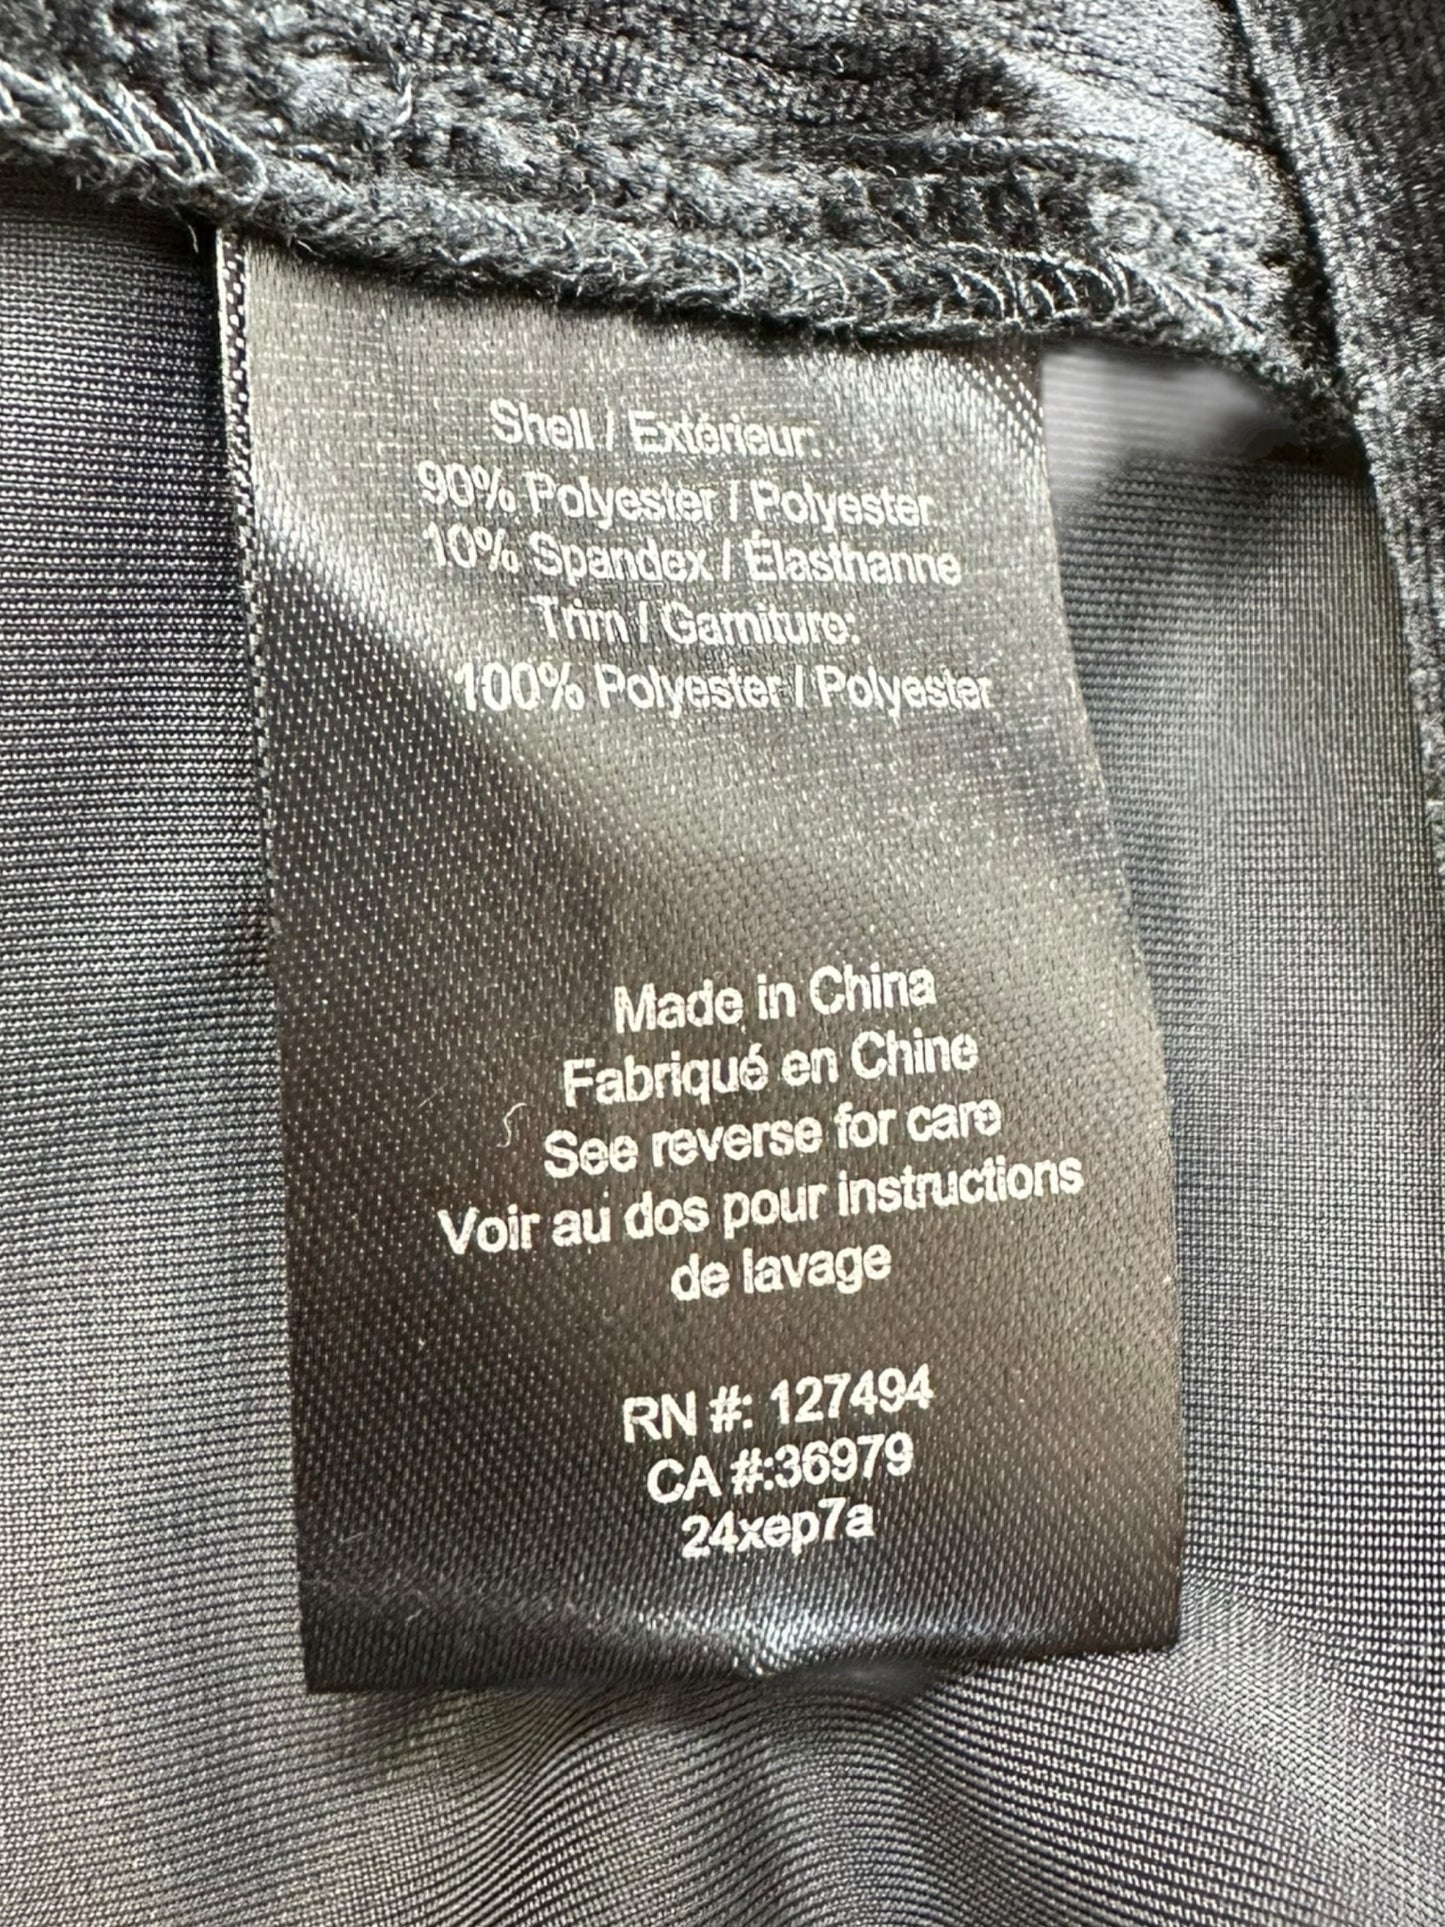 Shell / Extérieur:
90% Polyester / Polyester
10% Spandex / Élasthanne
Trim / Garniture:
100% Polyester / Polyester
Made in China
Fabriqué en Chine
See reverse for care
Voir au dos pour instructions
de lavage
RN #: 127494
CA #:36979
24xep7a